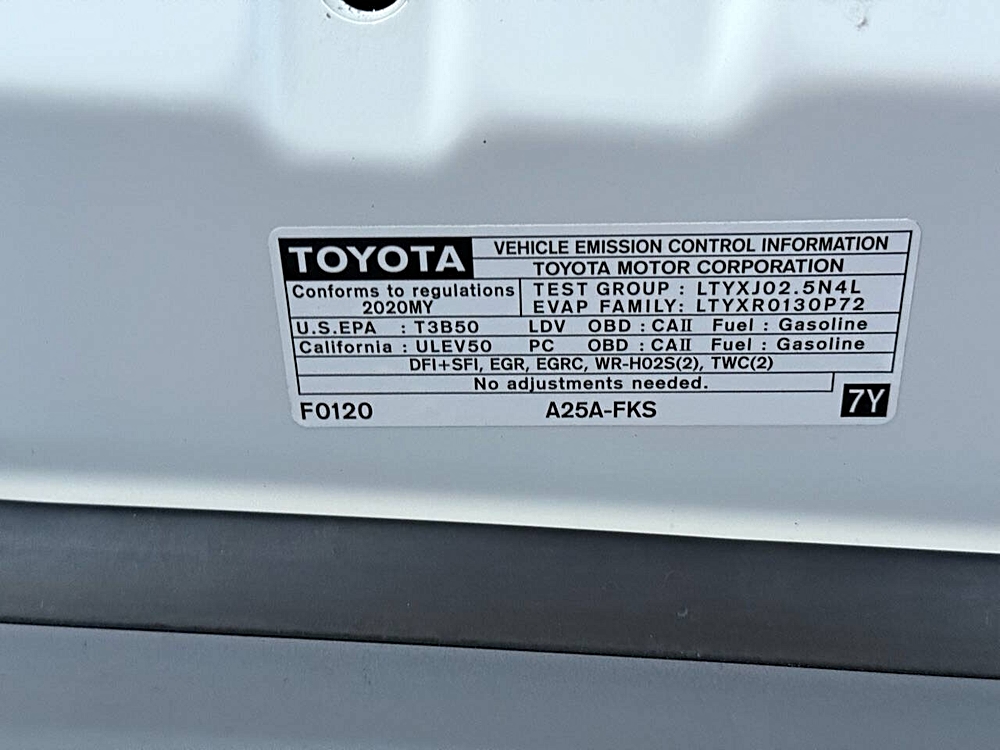 TOYOTA
VEHICLE EMISSION CONTROL INFORMATION
TOYOTA MOTOR CORPORATION
Conforms to regulations
2020MY
TEST GROUP : LTYXJ02.5N4L
EVAP FAMILY: LTYXR0130P72
U.S.EPA : T3B50 LDV OBD : CAII Fuel : Gasoline
California : ULEV50 PC OBD : CAII Fuel : Gasoline
DFI+SFI, EGR, EGRC, WR-HO2S(2), TWC(2)
No adjustments needed.
F0120 A25A-FKS 7Y